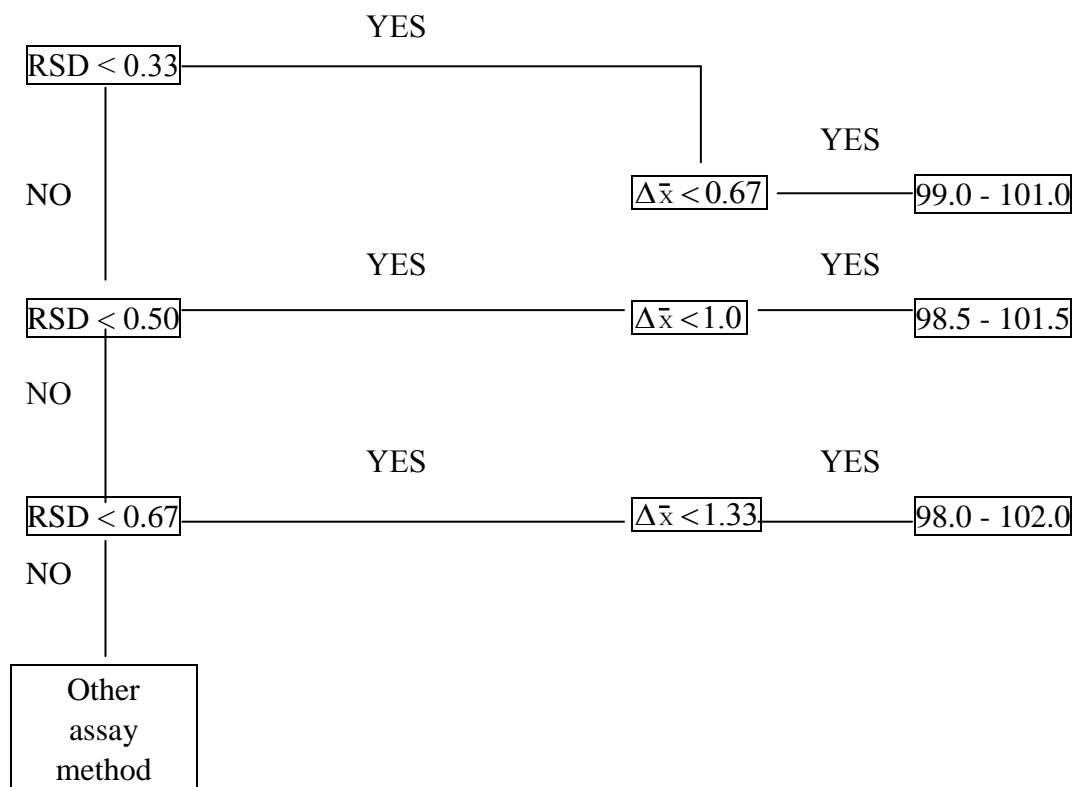 YES
RSD < 0.33
YES
NO
Δx̄ < 0.67
99.0 - 101.0
YES
YES
RSD < 0.50
Δx̄ < 1.0
98.5 - 101.5
NO
YES
YES
RSD < 0.67
Δx̄ < 1.33
98.0 - 102.0
NO
Other
assay
method